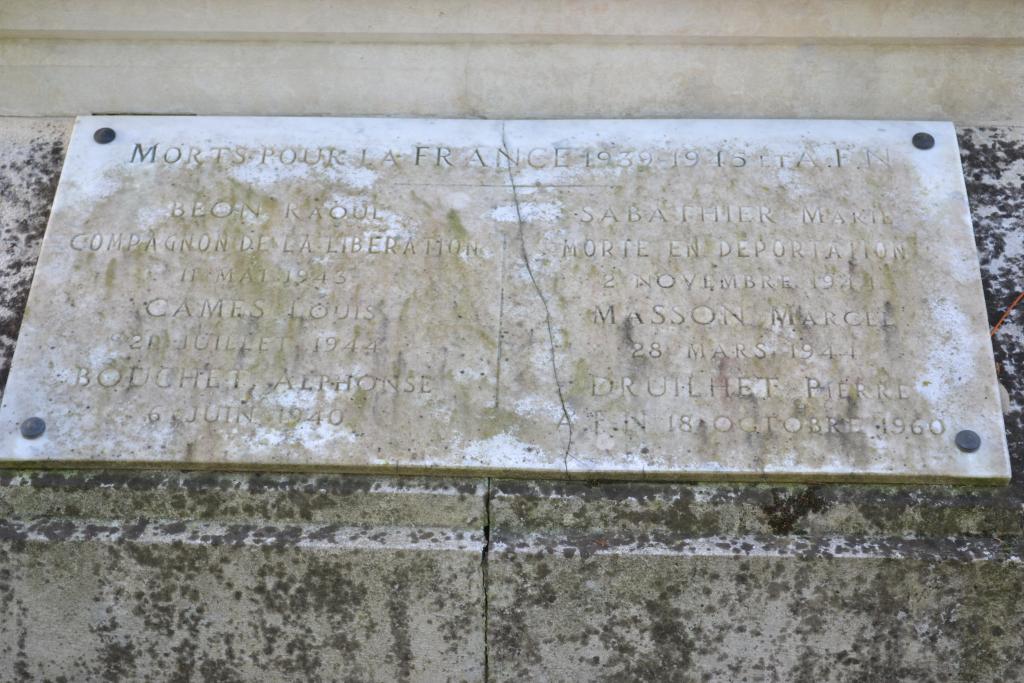 MORTS POUR LA FRANCE 1939-1945 ET A.F.N
BEON RAOUL
COMPAGNON DE LA LIBERATION
11 MAI 1943
CAMES LOUIS
20 JUILLET 1944
BOUCHET ALPHONSE
6 JUIN 1940
SABATHIER MARIE
MORTE EN DEPORTATION
2 NOVEMBRE 1944
MASSON MARCEL
28 MARS 1944
DRUILHET PIERRE
A.F.N 18 OCTOBRE 1960